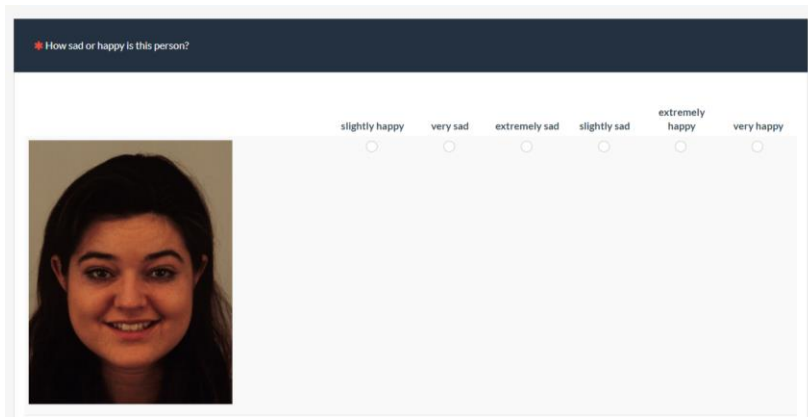 * How sad or happy is this person?
extremely
slightly happy very sad extremely sad slightly sad happy very happy